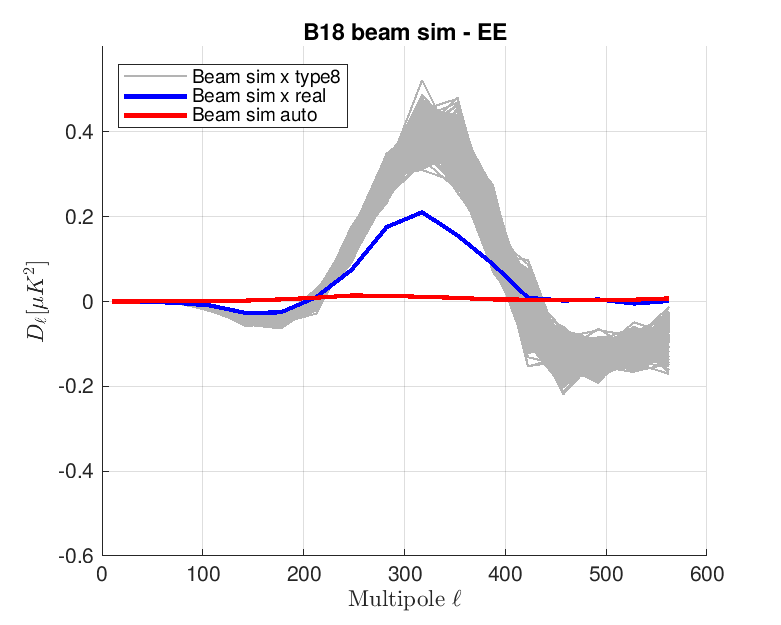 B18 beam sim - EE
Beam sim x type8
Beam sim x real
Beam sim auto
0.4
0.2
0
-0.2
-0.4
-0.6
D_ℓ[μK²]
0 100 200 300 400 500 600
Multipole ℓ